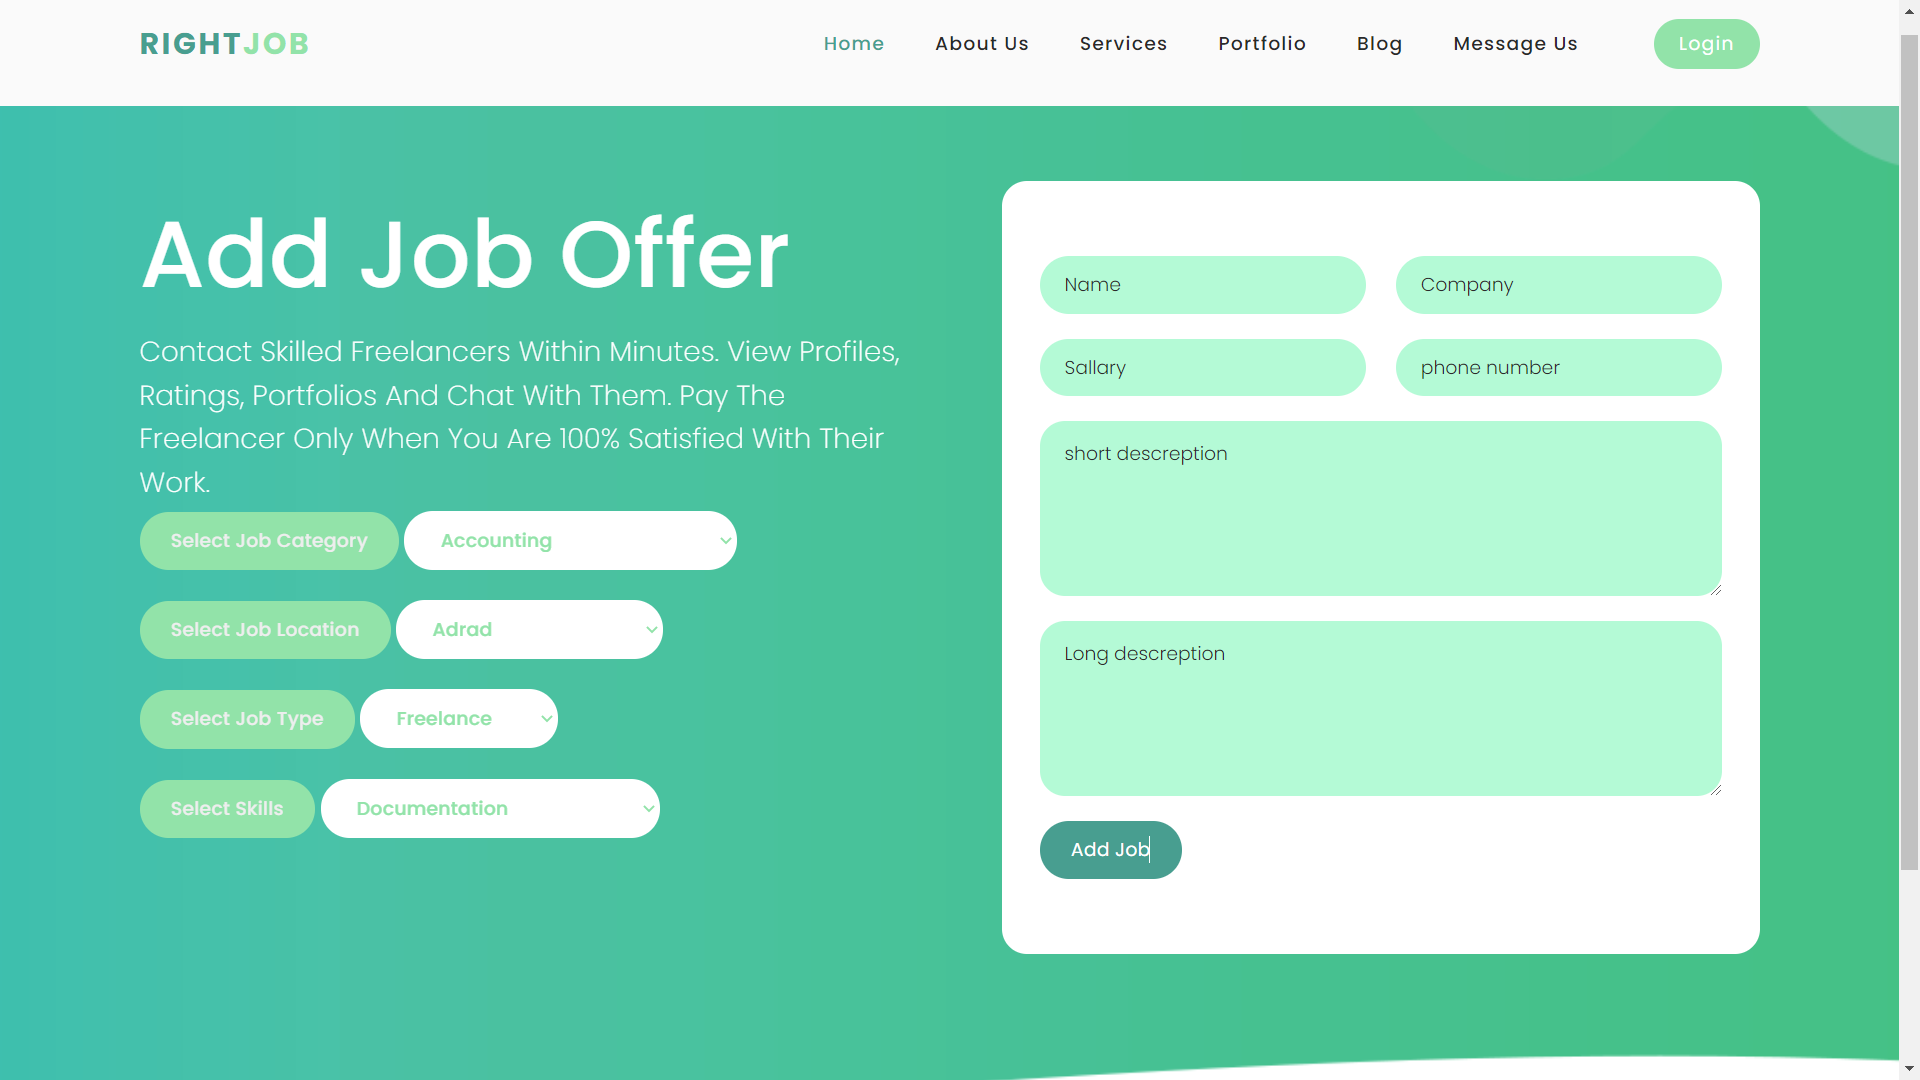 RIGHTJOB
Home
About Us
Services
Portfolio
Blog
Message Us
Login
Add Job Offer
Contact Skilled Freelancers Within Minutes. View Profiles,
Ratings, Portfolios And Chat With Them. Pay The
Freelancer Only When You Are 100% Satisfied With Their
Work.
Select Job Category
Accounting
Select Job Location
Adrad
Select Job Type
Freelance
Select Skills
Documentation
Name
Company
Sallary
phone number
short descreption
Long descreption
Add Job